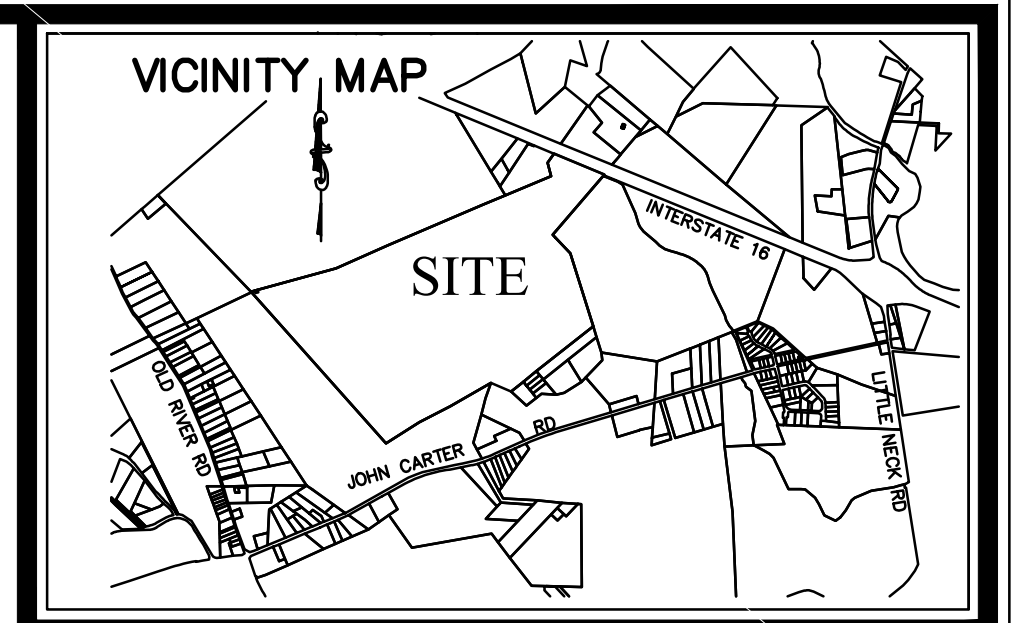 VICINITY MAP
INTERSTATE 16
SITE
OLD RIVER RD
JOHN CARTER RD
LITTLE NECK RD